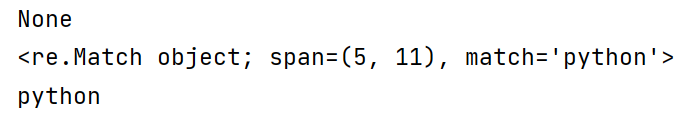 None
<re.Match object; span=(5, 11), match='python'>
python